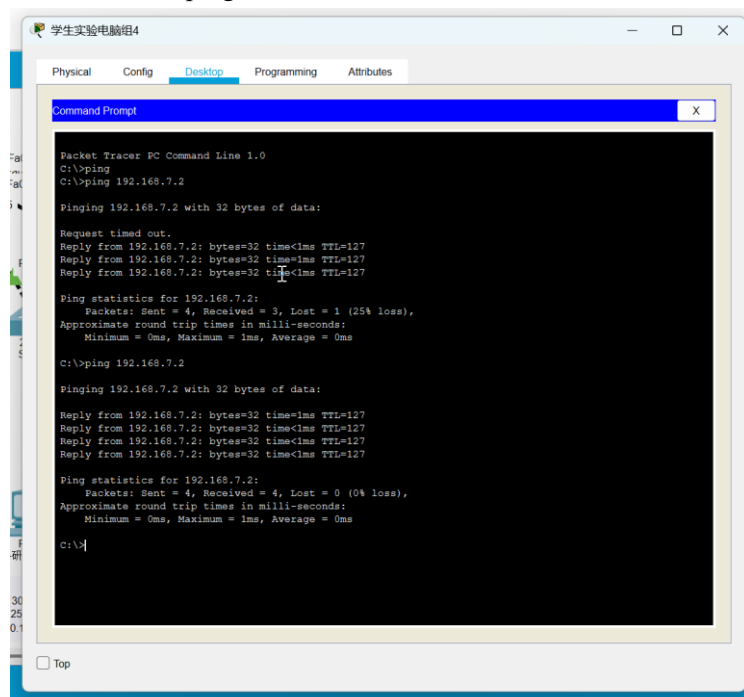 学生实验电脑组4
Physical Config Desktop Programming Attributes
Command Prompt
X
Packet Tracer PC Command Line 1.0
C:\>ping
C:\>ping 192.168.7.2
Pinging 192.168.7.2 with 32 bytes of data:
Request timed out.
Reply from 192.168.7.2: bytes=32 time<1ms TTL=127
Reply from 192.168.7.2: bytes=32 time=1ms TTL=127
Reply from 192.168.7.2: bytes=32 time<1ms TTL=127
Ping statistics for 192.168.7.2:
Packets: Sent = 4, Received = 3, Lost = 1 (25% loss),
Approximate round trip times in milli-seconds:
Minimum = 0ms, Maximum = 1ms, Average = 0ms
C:\>ping 192.168.7.2
Pinging 192.168.7.2 with 32 bytes of data:
Reply from 192.168.7.2: bytes=32 time=1ms TTL=127
Reply from 192.168.7.2: bytes=32 time<1ms TTL=127
Reply from 192.168.7.2: bytes=32 time<1ms TTL=127
Reply from 192.168.7.2: bytes=32 time<1ms TTL=127
Ping statistics for 192.168.7.2:
Packets: Sent = 4, Received = 4, Lost = 0 (0% loss),
Approximate round trip times in milli-seconds:
Minimum = 0ms, Maximum = 1ms, Average = 0ms
C:\>
研
30
25
0.1
Top